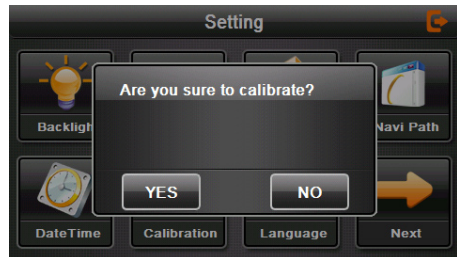 Setting
Are you sure to calibrate?
Backligh
Navi Path
YES
NO
DateTime
Calibration
Language
Next